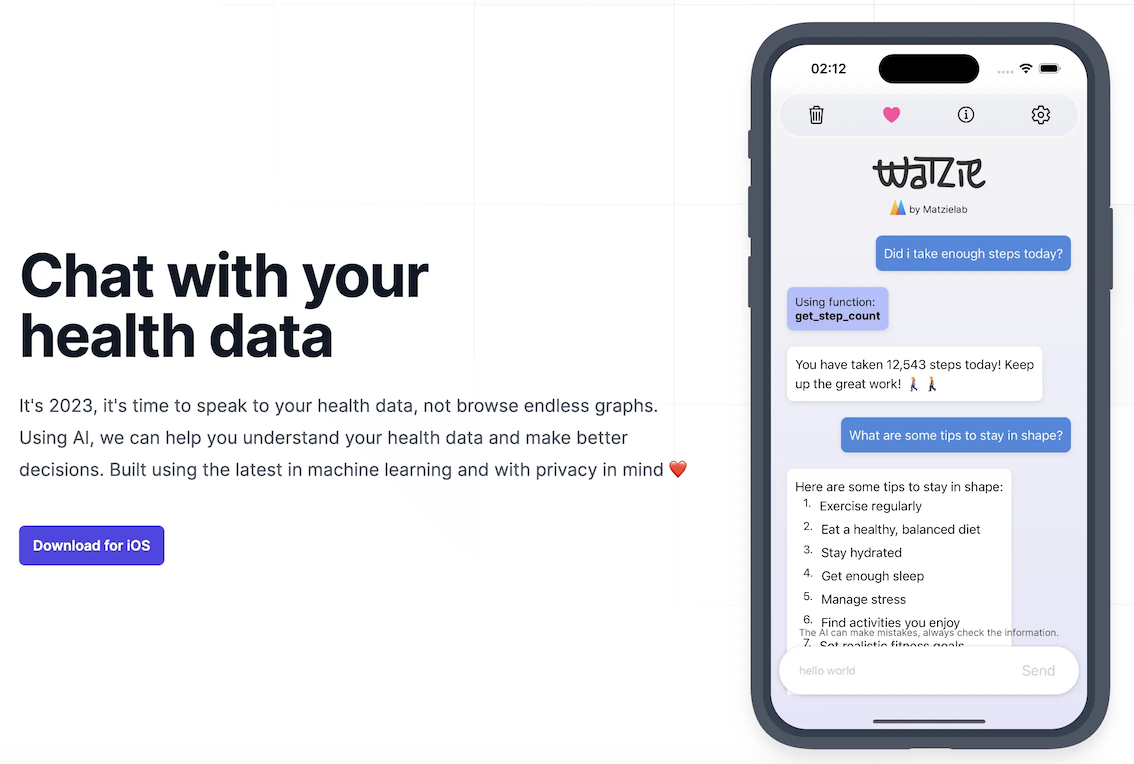 Chat with your
health data
It's 2023, it's time to speak to your health data, not browse endless graphs.
Using AI, we can help you understand your health data and make better
decisions. Built using the latest in machine learning and with privacy in mind ❤️
Download for iOS
02:12
watzie
by Matzielab
Did i take enough steps today?
Using function:
get_step_count
You have taken 12,543 steps today! Keep
up the great work! 🚶‍♀️ 🚶
What are some tips to stay in shape?
Here are some tips to stay in shape:
1. Exercise regularly
2. Eat a healthy, balanced diet
3. Stay hydrated
4. Get enough sleep
5. Manage stress
6. Find activities you enjoy
The AI can make mistakes, always check the information.
7. Set realistic fitness goals
hello world
Send